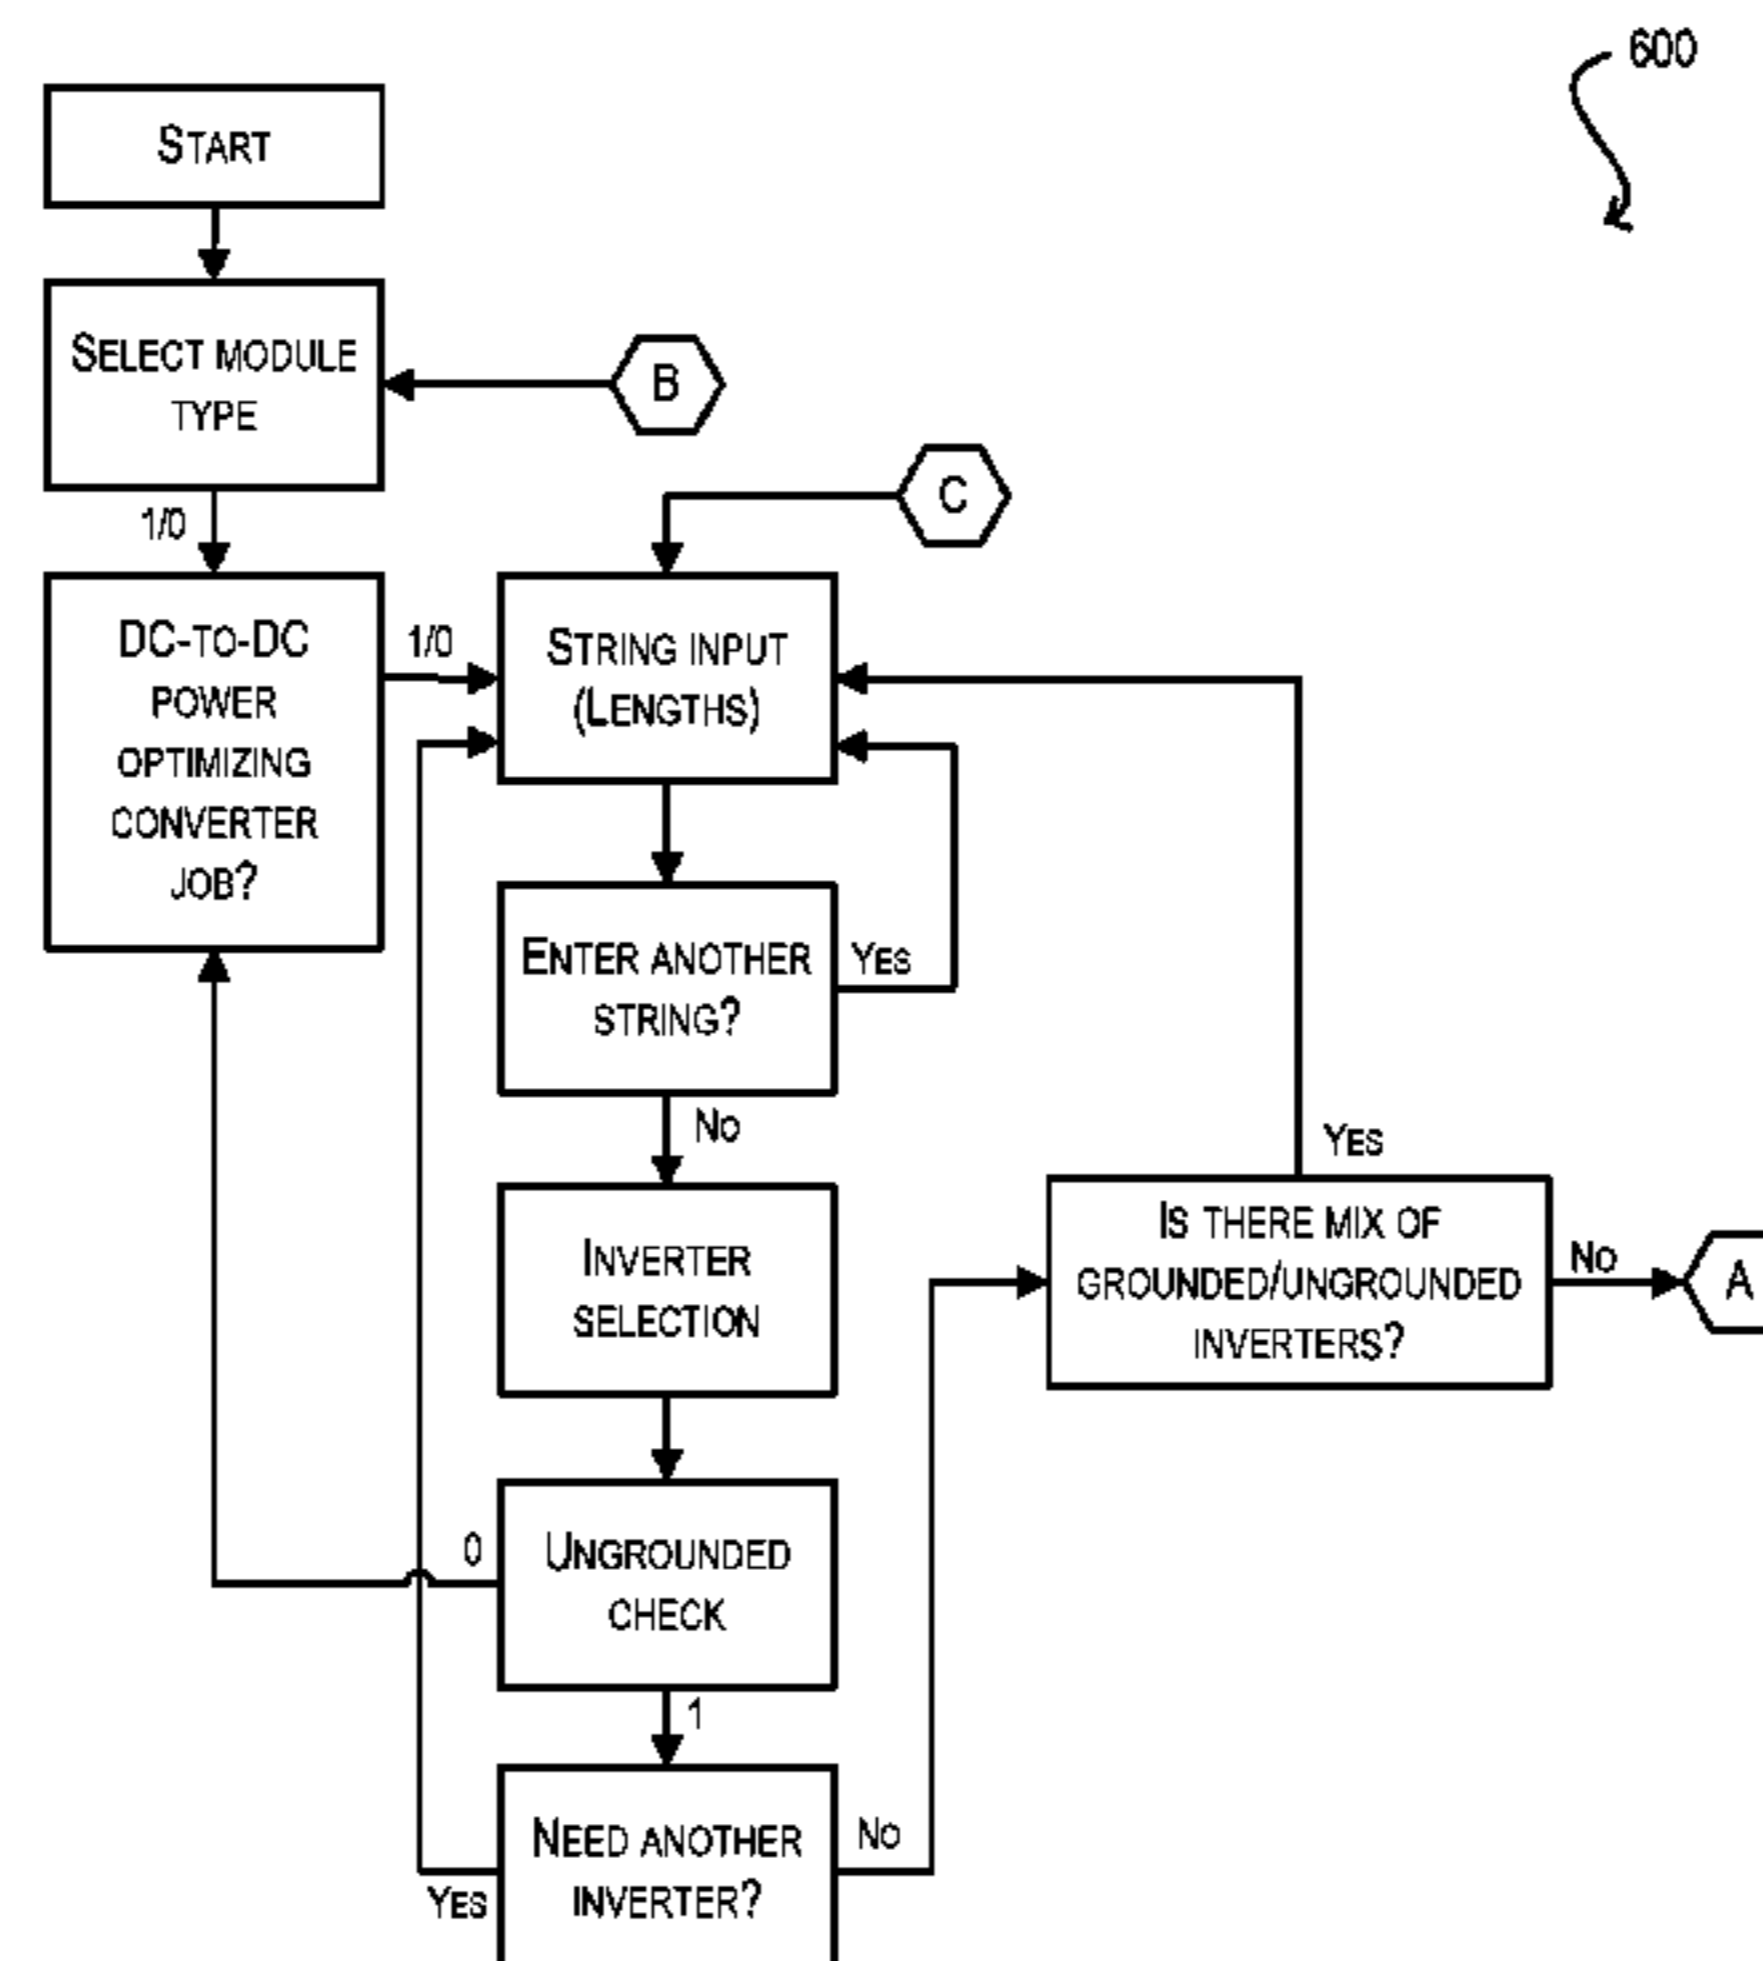 600
START
SELECT MODULE
TYPE
B
C
1/0
DC-TO-DC
POWER
OPTIMIZING
CONVERTER
JOB?
1/0
STRING INPUT
(LENGTHS)
ENTER ANOTHER
STRING?
YES
NO
INVERTER
SELECTION
YES
IS THERE MIX OF
GROUNDED/UNGROUNDED
INVERTERS?
NO
A
0
UNGROUNDED
CHECK
1
NEED ANOTHER
INVERTER?
NO
YES